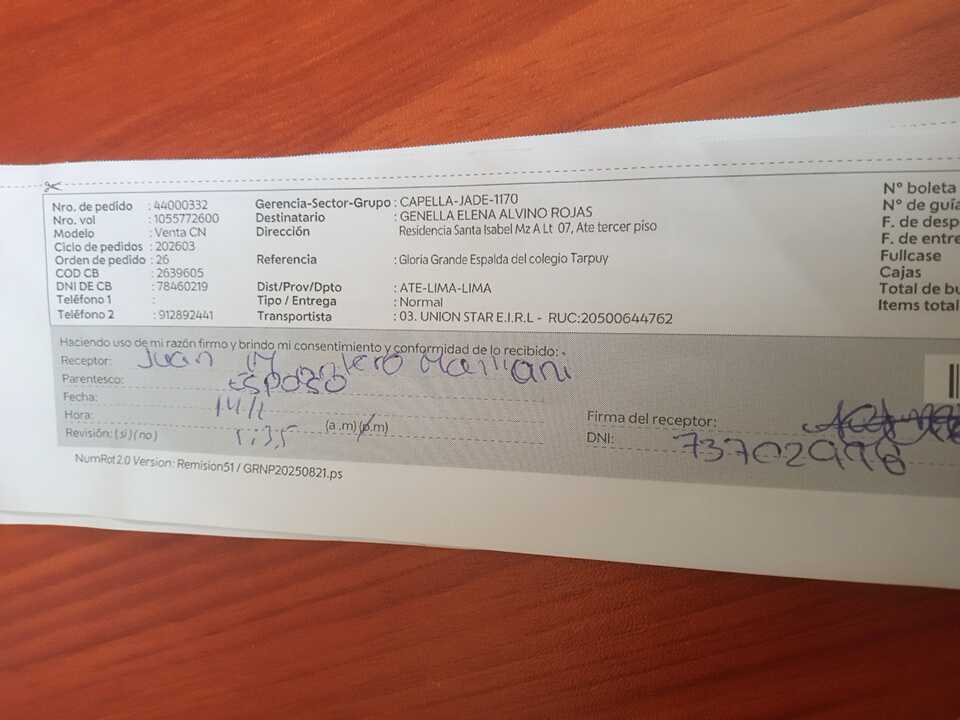 Nro. de pedido : 44000332
Nro. vol : 1055772600
Modelo : Venta CN
Ciclo de pedidos : 202603
Orden de pedido : 26
COD CB : 2639605
DNI DE CB : 78460219
Teléfono 1 :
Teléfono 2 : 912892441
Gerencia-Sector-Grupo : CAPELLA-JADE-1170
Destinatario : GENELLA ELENA ALVINO ROJAS
Dirección Residencia Santa Isabel Mz A Lt 07, Ate tercer piso
Referencia : Gloria Grande Espalda del colegio Tarpuy
Dist/Prov/Dpto : ATE-LIMA-LIMA
Tipo / Entrega : Normal
Transportista : 03. UNION STAR E.I.R.L - RUC:20500644762
N° boleta
N° de guía
F. de desp
F. de entre
Fullcase
Cajas
Total de bu
Items total
Haciendo uso de mi razón firmo y brindo mi consentimiento y conformidad de lo recibido:
Receptor: Juan
Parentesco: Esposo
Fecha: 14/1
Hora: 5:35 (a.m)(p.m)
Revisión: (si)(no)
Firma del receptor:
DNI:
NumRot2.0 Version: Remision51 / GRNP20250821.ps